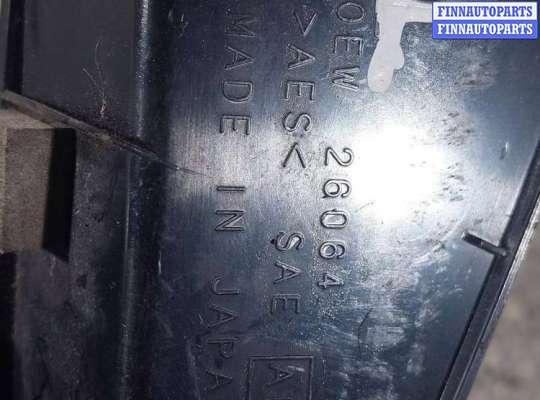 FINNAUTOPARTS
FINNAUTOPARTS
OEW 26064
>AES< SAE
MADE IN JAPA